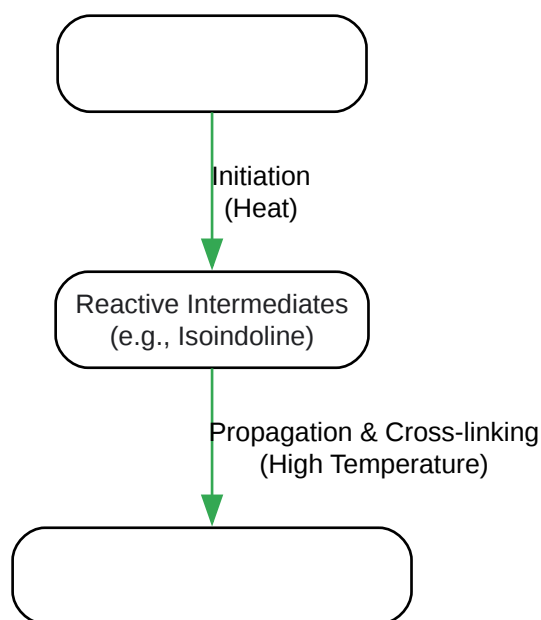 Initiation
(Heat)
Reactive Intermediates
(e.g., Isoindoline)
Propagation & Cross-linking
(High Temperature)